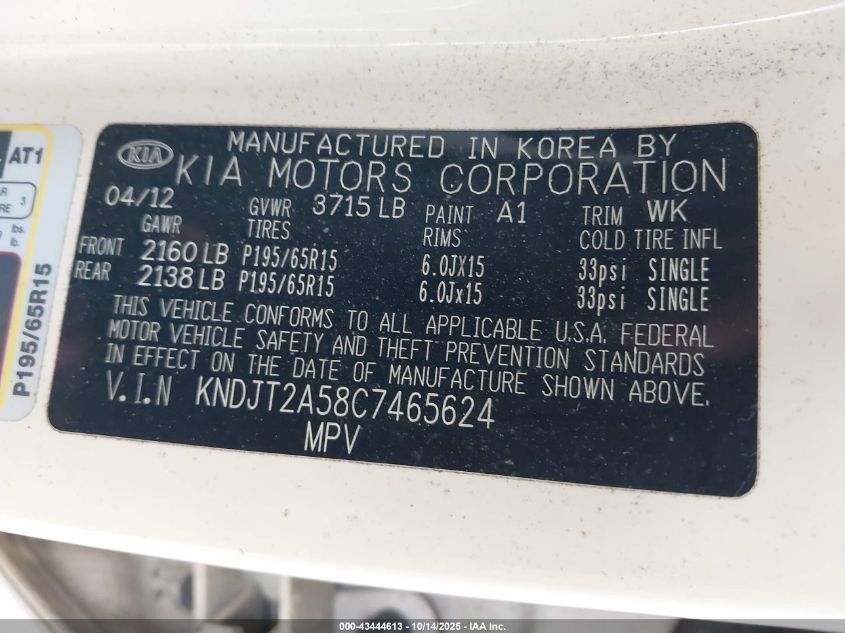 AT1
3
lbs.
lb.
P195/65R15
KIA
MANUFACTURED IN KOREA BY
KIA MOTORS CORPORATION
04/12 GVWR 3715 LB PAINT A1 TRIM WK
GAWR TIRES RIMS COLD TIRE INFL
FRONT 2160 LB P195/65R15 6.0JX15 33psi SINGLE
REAR 2138 LB P195/65R15 6.0Jx15 33psi SINGLE
THIS VEHICLE CONFORMS TO ALL APPLICABLE U.S.A. FEDERAL
MOTOR VEHICLE SAFETY AND THEFT PREVENTION STANDARDS
IN EFFECT ON THE DATE OF MANUFACTURE SHOWN ABOVE.
V.I.N KNDJT2A58C7465624
MPV
000-43444613 - 10/14/2025 - IAA Inc.